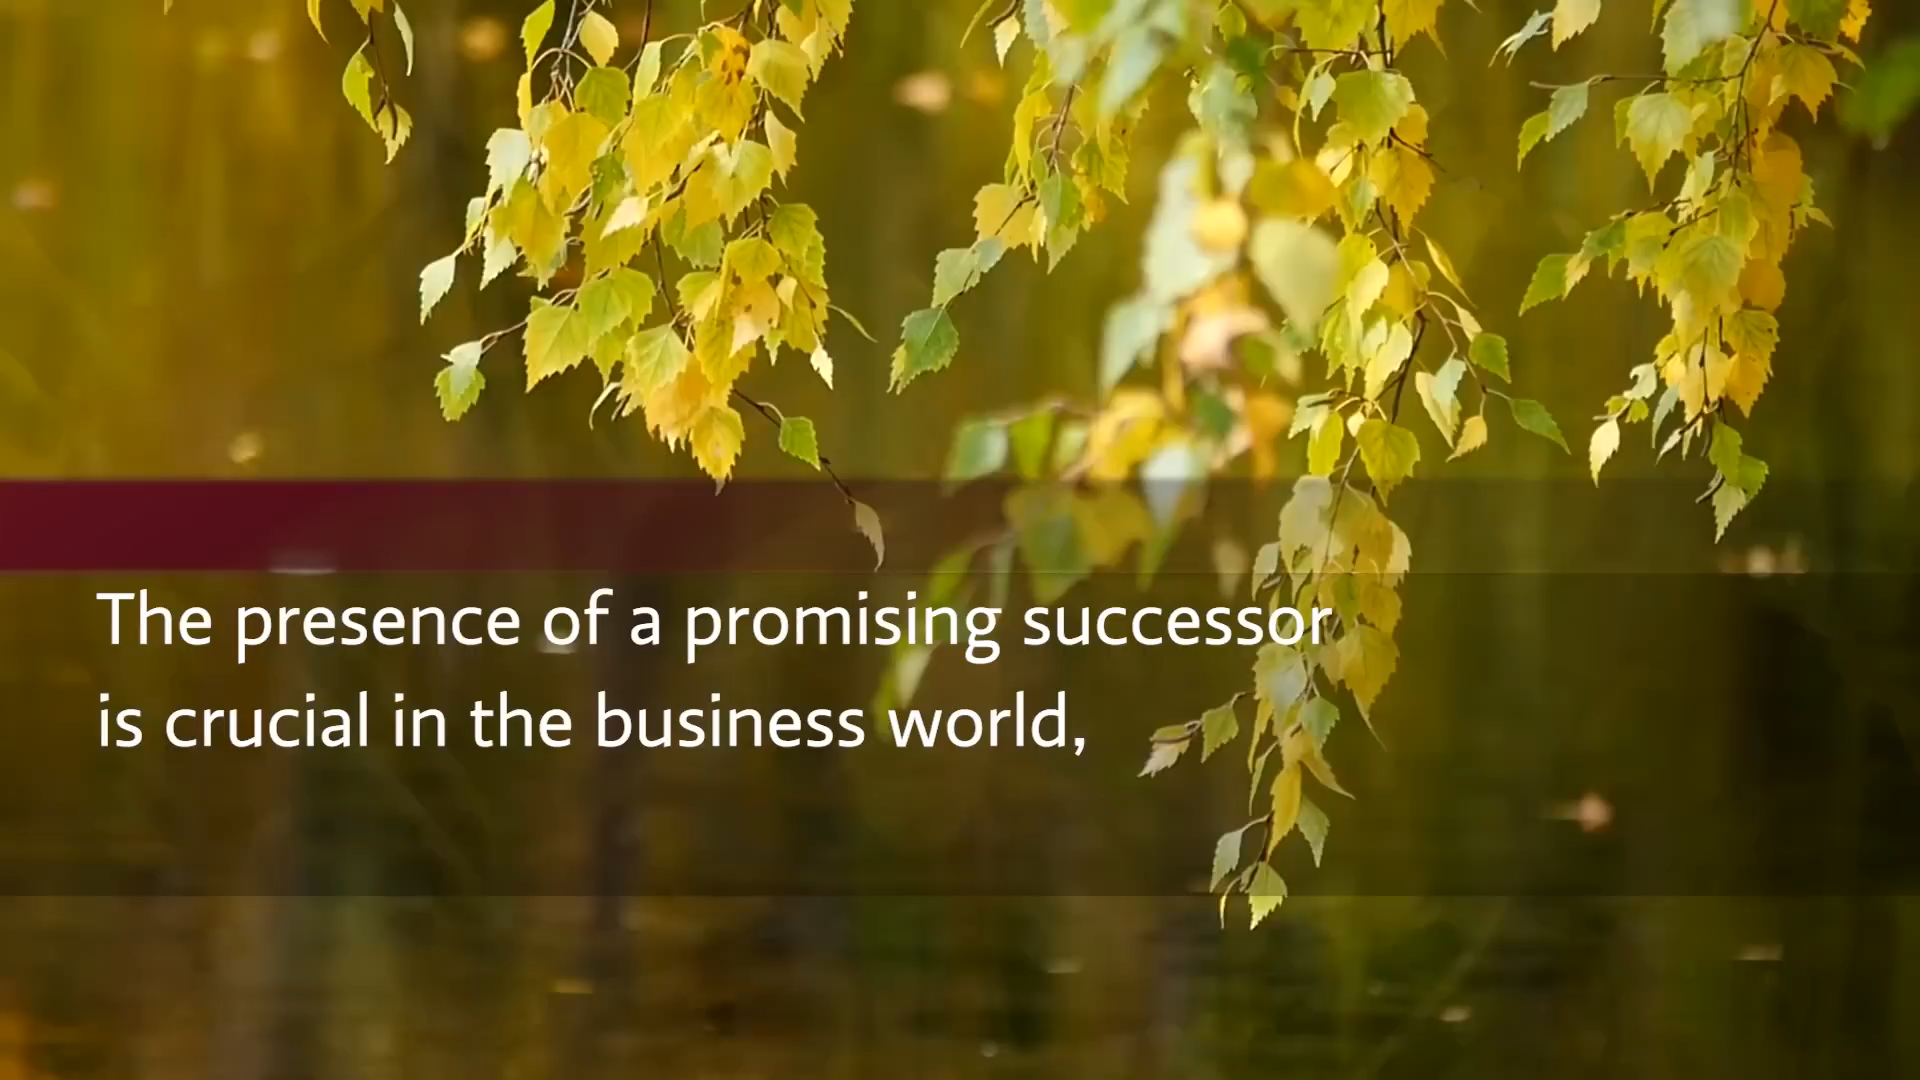 The presence of a promising successor
is crucial in the business world,